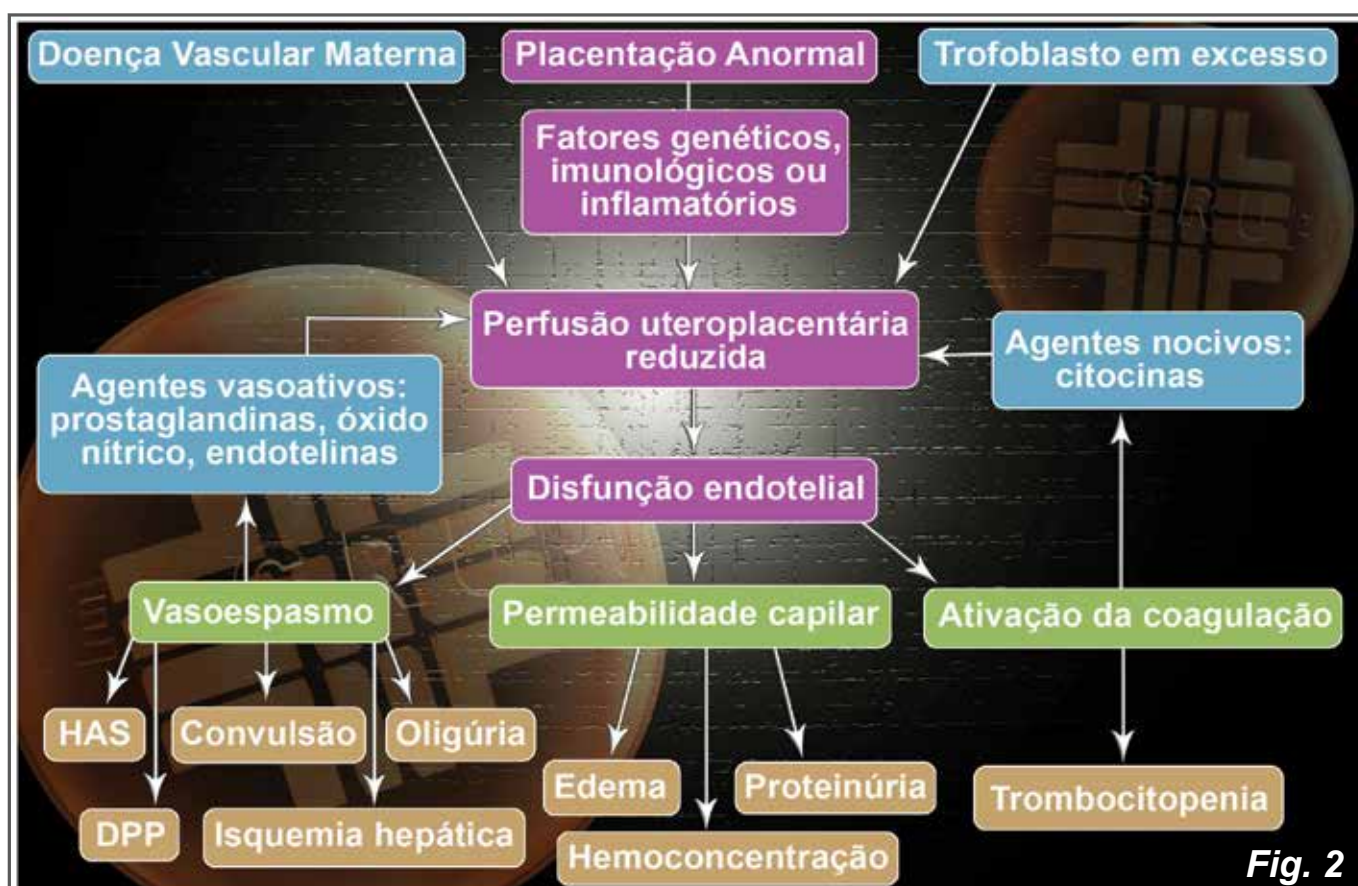 Doença Vascular Materna
Placentação Anormal
Trofoblasto em excesso
Fatores genéticos,
imunológicos ou
inflamatórios
Perfusão uteroplacentária
reduzida
Agentes nocivos:
citocinas
Agentes vasoativos:
prostaglandinas, óxido
nítrico, endotelinas
Disfunção endotelial
Vasoespasmo
Permeabilidade capilar
Ativação da coagulação
HAS
Convulsão
Oligúria
Edema
Proteinúria
Trombocitopenia
DPP
Isquemia hepática
Hemoconcentração
Fig. 2